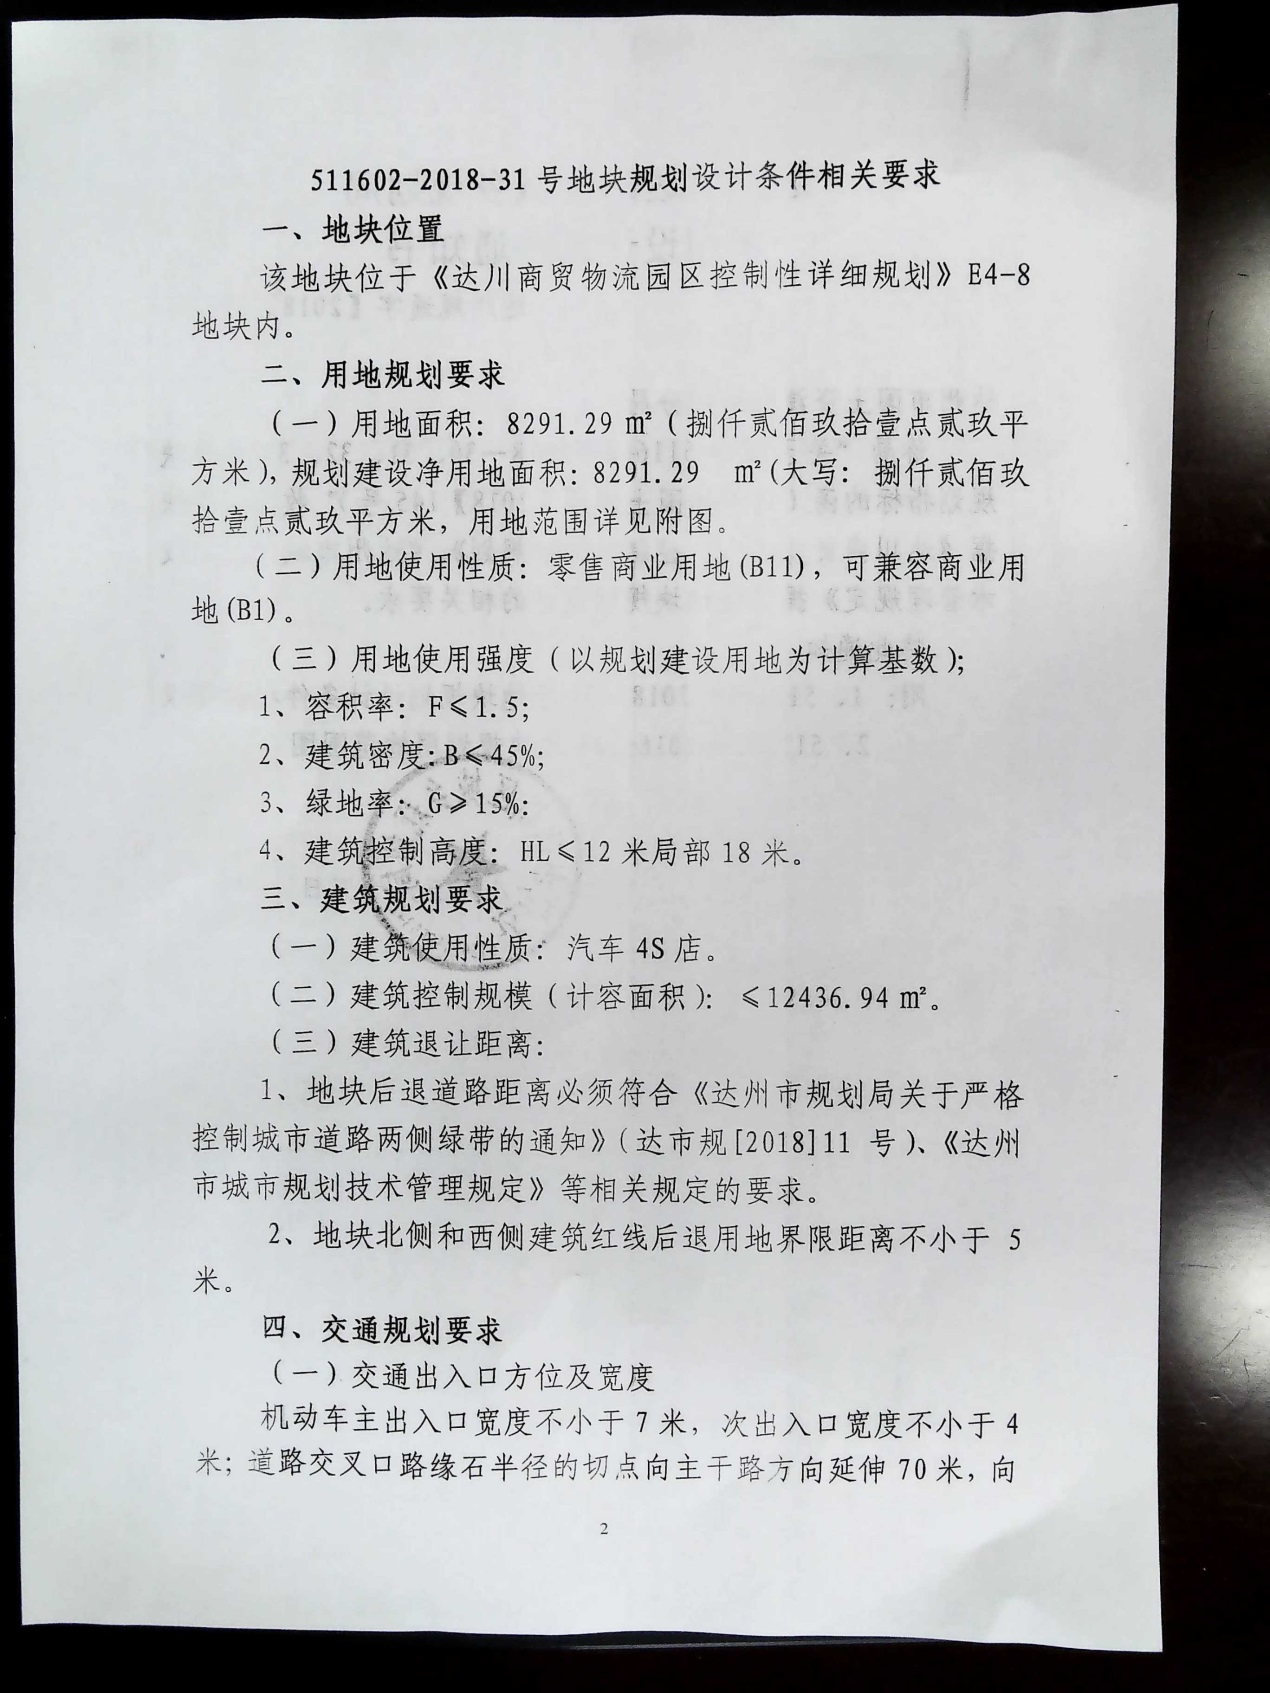 511602-2018-31 号地块规划设计条件相关要求
一、地块位置
该地块位于《达川商贸物流园区控制性详细规划》E4-8
地块内。
二、用地规划要求
（一）用地面积：8291.29 ㎡（捌仟贰佰玖拾壹点贰玖平
方米），规划建设净用地面积：8291.29 ㎡（大写：捌仟贰佰玖
拾壹点贰玖平方米，用地范围详见附图。
（二）用地使用性质：零售商业用地(B11)，可兼容商业用
地(B1)。
（三）用地使用强度（以规划建设用地为计算基数）；
1、容积率：F≤1.5;
2、建筑密度：B≤45%;
3、绿地率：G≥15%:
4、建筑控制高度：HL≤12 米局部 18 米。
三、建筑规划要求
（一）建筑使用性质：汽车 4S 店。
（二）建筑控制规模（计容面积）：≤12436.94 ㎡。
（三）建筑退让距离：
1、地块后退道路距离必须符合《达州市规划局关于严格
控制城市道路两侧绿带的通知》（达市规[2018]11 号）、《达州
市城市规划技术管理规定》等相关规定的要求。
2、地块北侧和西侧建筑红线后退用地界限距离不小于 5
米。
四、交通规划要求
（一）交通出入口方位及宽度
机动车主出入口宽度不小于 7 米，次出入口宽度不小于 4
米；道路交叉口路缘石半径的切点向主干路方向延伸 70 米，向
2